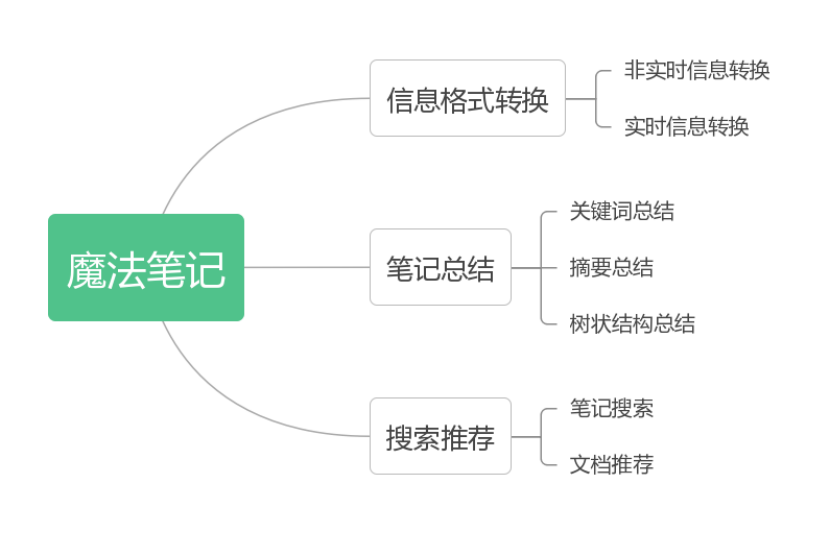 魔法笔记
信息格式转换
非实时信息转换
实时信息转换
笔记总结
关键词总结
摘要总结
树状结构总结
搜索推荐
笔记搜索
文档推荐